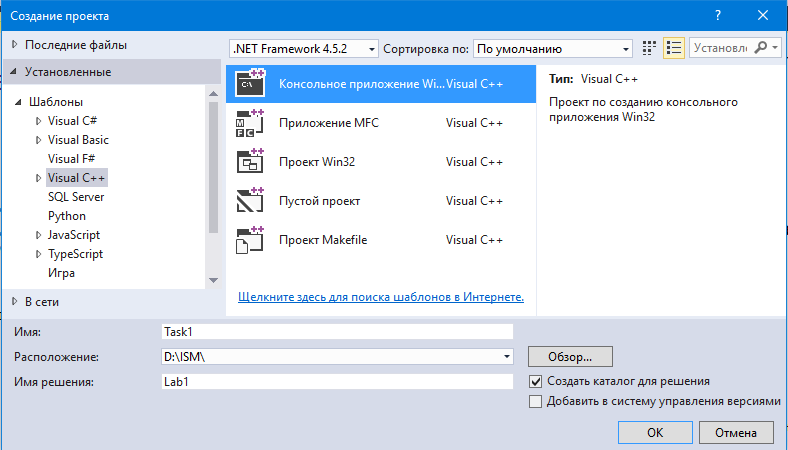 Создание проекта
Последние файлы
.NET Framework 4.5.2
Сортировка по: По умолчанию
Установленные
Шаблоны
Visual C#
Visual Basic
Visual F#
Visual C++
SQL Server
Python
JavaScript
TypeScript
Игра
В сети
Консольное приложение Wi... Visual C++
Приложение MFC Visual C++
Проект Win32 Visual C++
Пустой проект Visual C++
Проект Makefile Visual C++
Щелкните здесь для поиска шаблонов в Интернете.
Тип: Visual C++
Проект по созданию консольного
приложения Win32
Имя: Task1
Расположение: D:\ISM\ Обзор...
Имя решения: Lab1
Создать каталог для решения
Добавить в систему управления версиями
OK Отмена